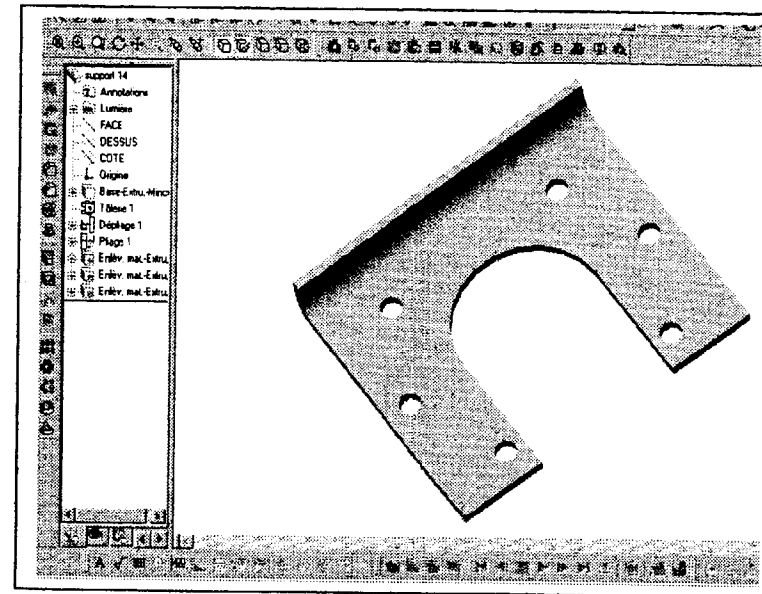 support 14
Annotations
Lumière
FACE
DESSUS
COTE
Origine
Base-Extru.-Mince
Tôlerie 1
Dépliage 1
Pliage 1
Enlèv. mat.-Extru.
Enlèv. mat.-Extru.
Enlèv. mat.-Extru.